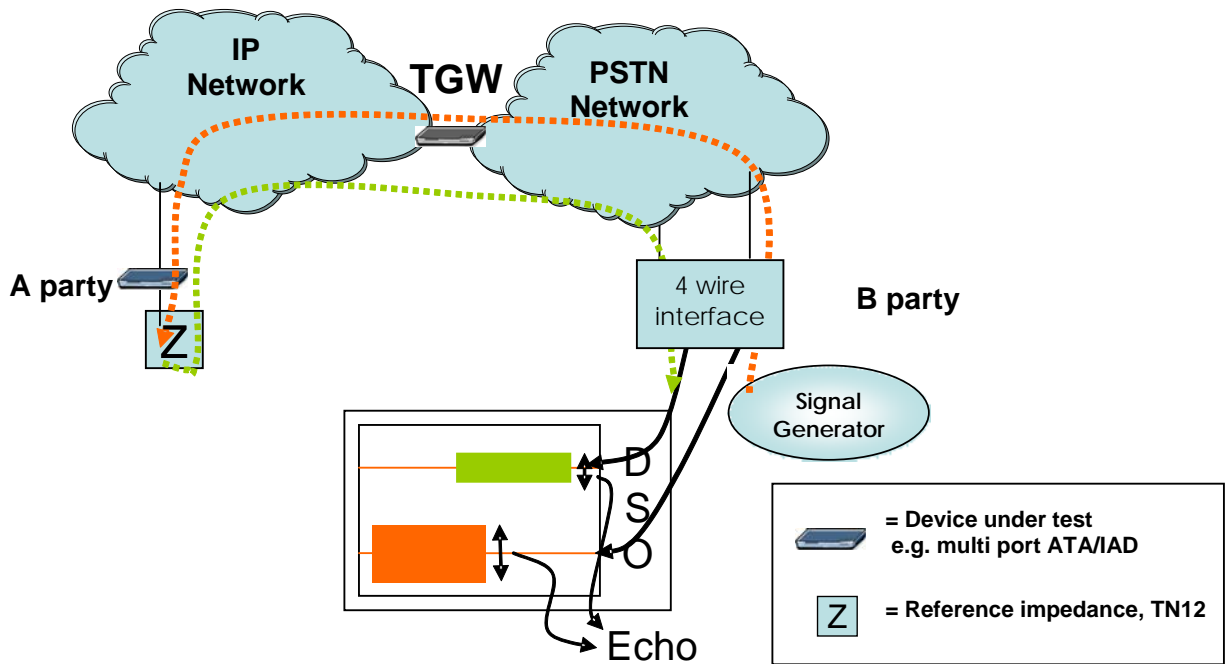 IP
Network
TGW
PSTN
Network
A party
Z
4 wire
interface
B party
Signal
Generator
D
S
O
Echo
= Device under test
e.g. multi port ATA/IAD
Z
= Reference impedance, TN12